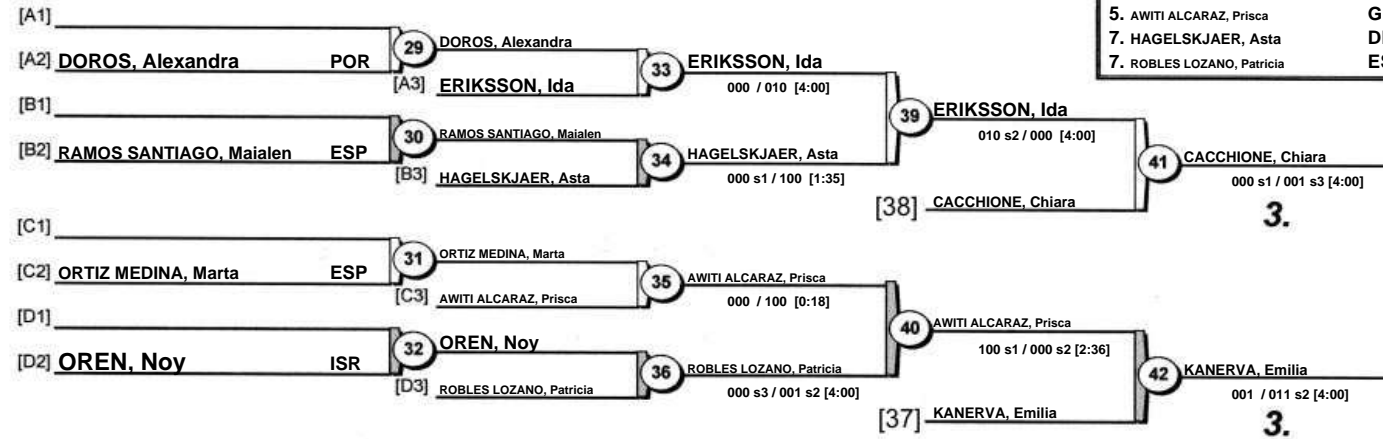 [A1]
[A2] DOROS, Alexandra POR
29
DOROS, Alexandra
[A3] ERIKSSON, Ida
33
ERIKSSON, Ida
000 / 010 [4:00]
[B1]
[B2] RAMOS SANTIAGO, Maialen ESP
30
RAMOS SANTIAGO, Maialen
[B3] HAGELSKJAER, Asta
34
HAGELSKJAER, Asta
000 s1 / 100 [1:35]
39
ERIKSSON, Ida
010 s2 / 000 [4:00]
[38] CACCHIONE, Chiara
41
CACCHIONE, Chiara
000 s1 / 001 s3 [4:00]
3.
[C1]
[C2] ORTIZ MEDINA, Marta ESP
31
ORTIZ MEDINA, Marta
[C3] AWITI ALCARAZ, Prisca
35
AWITI ALCARAZ, Prisca
000 / 100 [0:18]
[D1]
[D2] OREN, Noy ISR
32
OREN, Noy
[D3] ROBLES LOZANO, Patricia
36
ROBLES LOZANO, Patricia
000 s3 / 001 s2 [4:00]
40
AWITI ALCARAZ, Prisca
100 s1 / 000 s2 [2:36]
[37] KANERVA, Emilia
42
KANERVA, Emilia
001 / 011 s2 [4:00]
3.
5. AWITI ALCARAZ, Prisca G
7. HAGELSKJAER, Asta
7. ROBLES LOZANO, Patricia ES